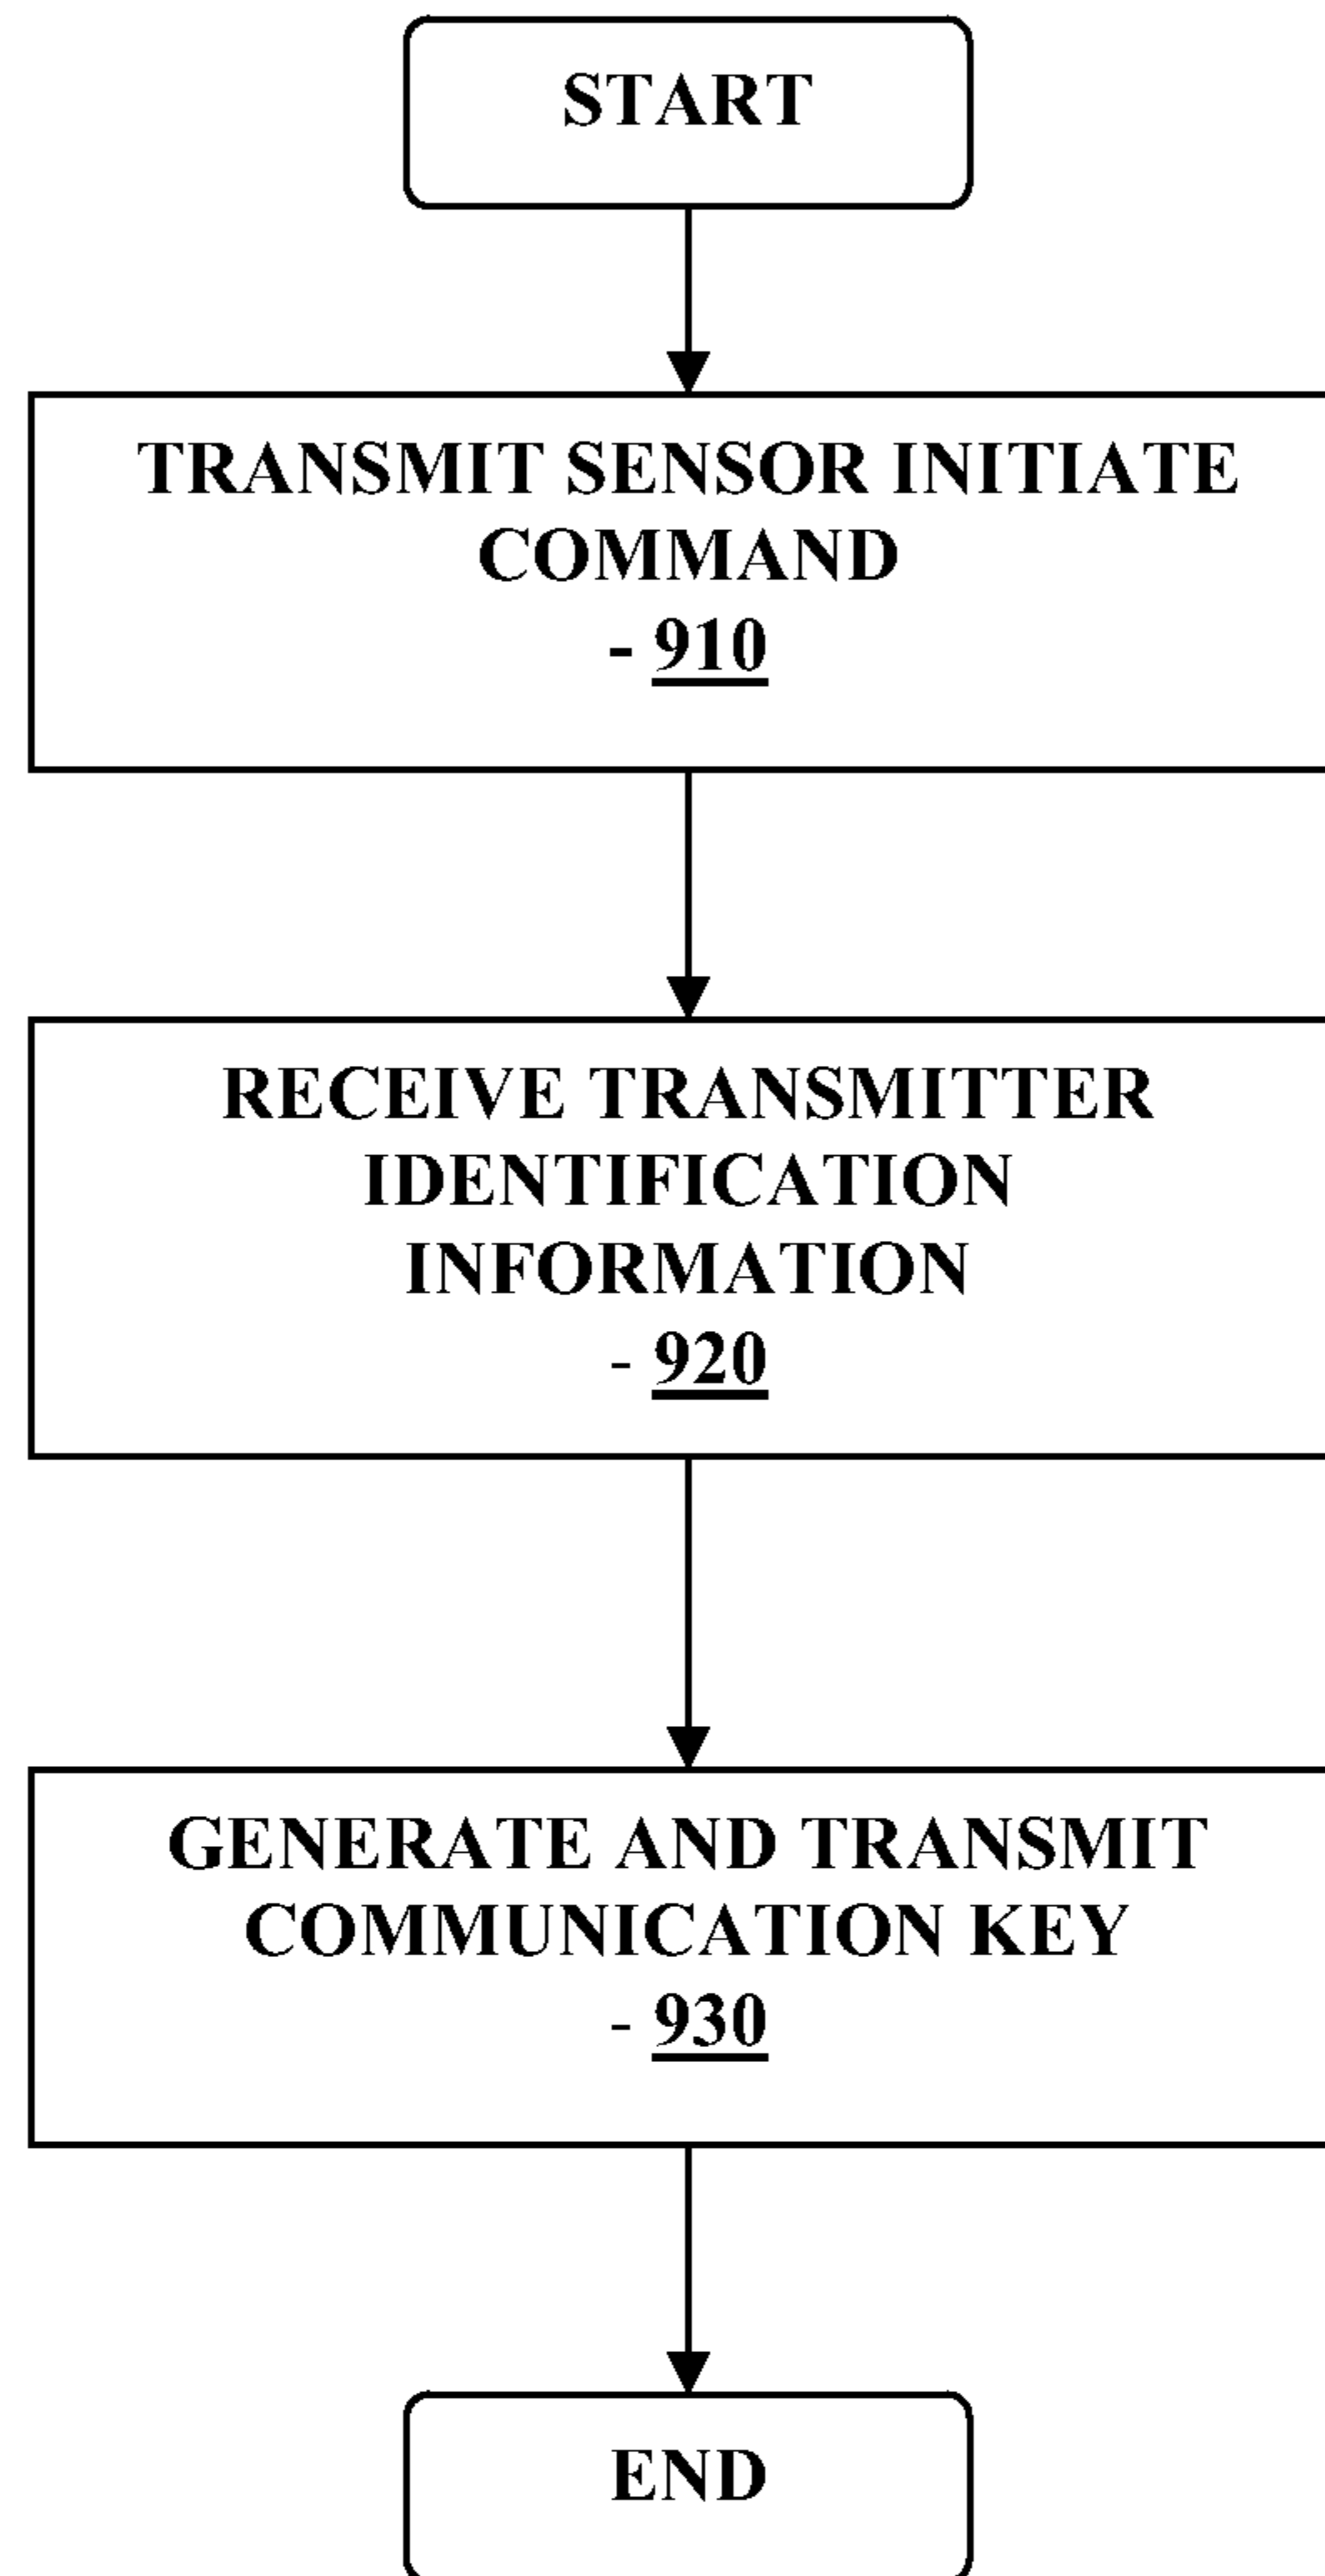 START
TRANSMIT SENSOR INITIATE
COMMAND
- 910
RECEIVE TRANSMITTER
IDENTIFICATION
INFORMATION
- 920
GENERATE AND TRANSMIT
COMMUNICATION KEY
- 930
END